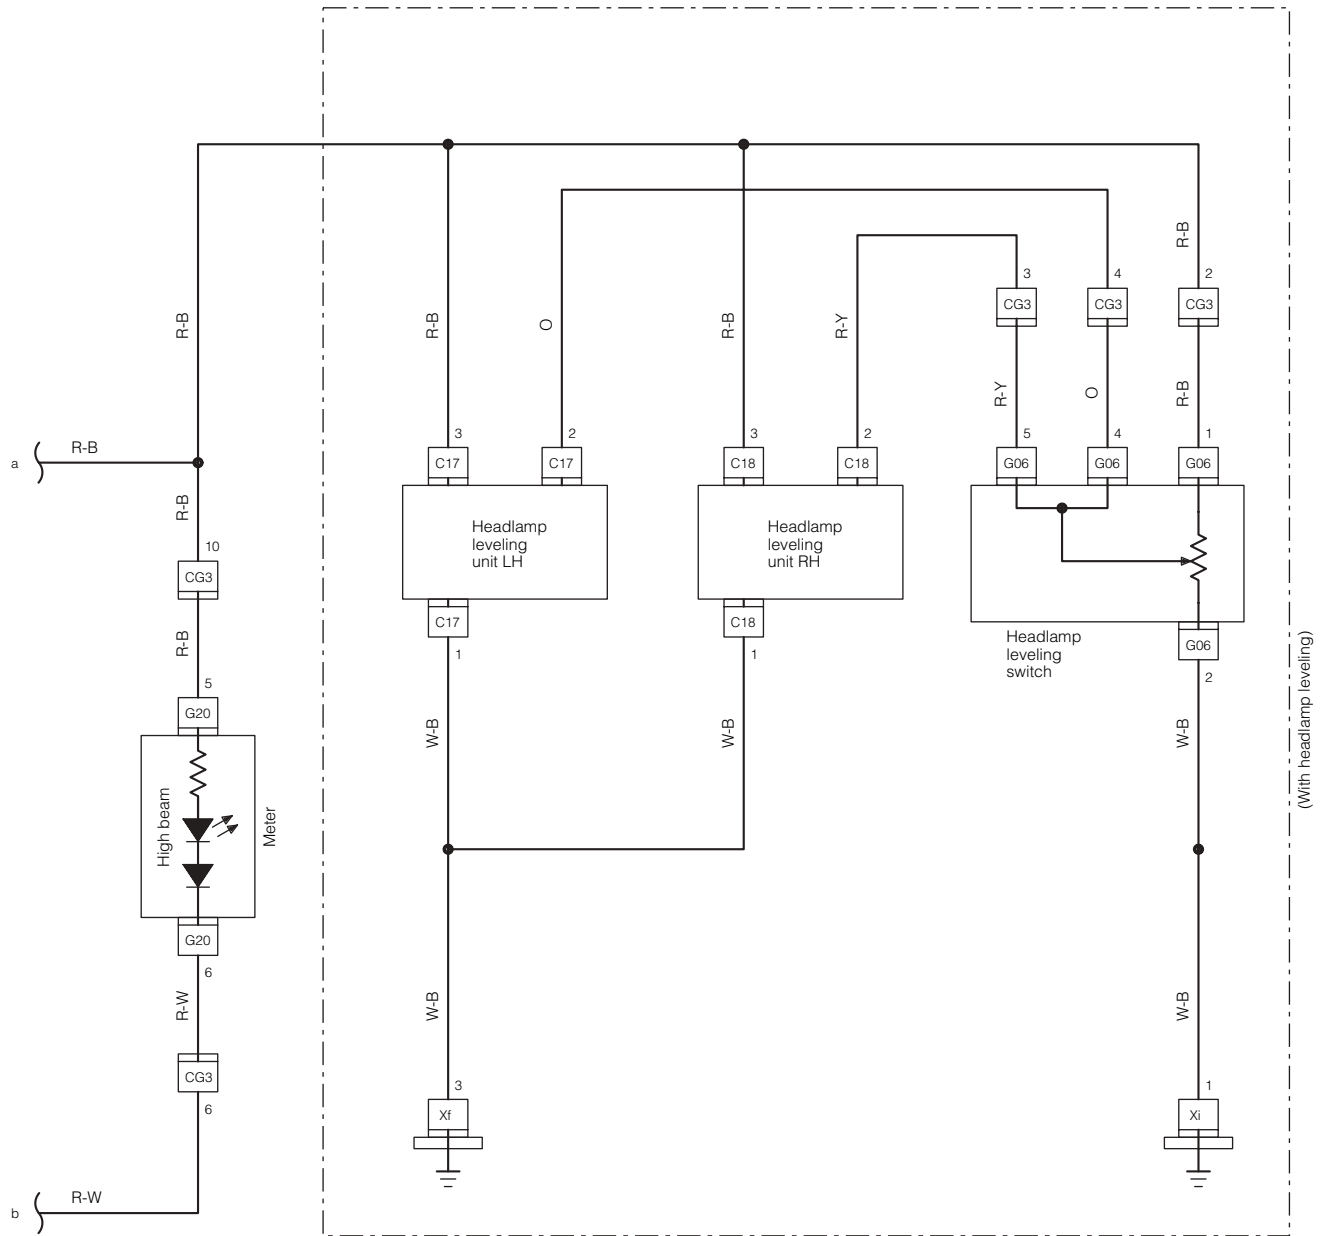 R-B
2
3
4
CG3
CG3
CG3
R-B
R-B
O
R-B
R-Y
R-Y
O
R-B
a
R-B
3
2
3
2
5
4
1
C17
C17
C18
C18
G06
G06
G06
R-B
10
CG3
Headlamp
leveling
unit LH
Headlamp
leveling
unit RH
C17
1
C18
1
Headlamp
leveling
switch
G06
2
R-B
5
G20
High beam
Meter
G20
6
W-B
W-B
W-B
(With headlamp leveling)
R-W
CG3
6
W-B
W-B
3
Xf
1
Xi
b
R-W